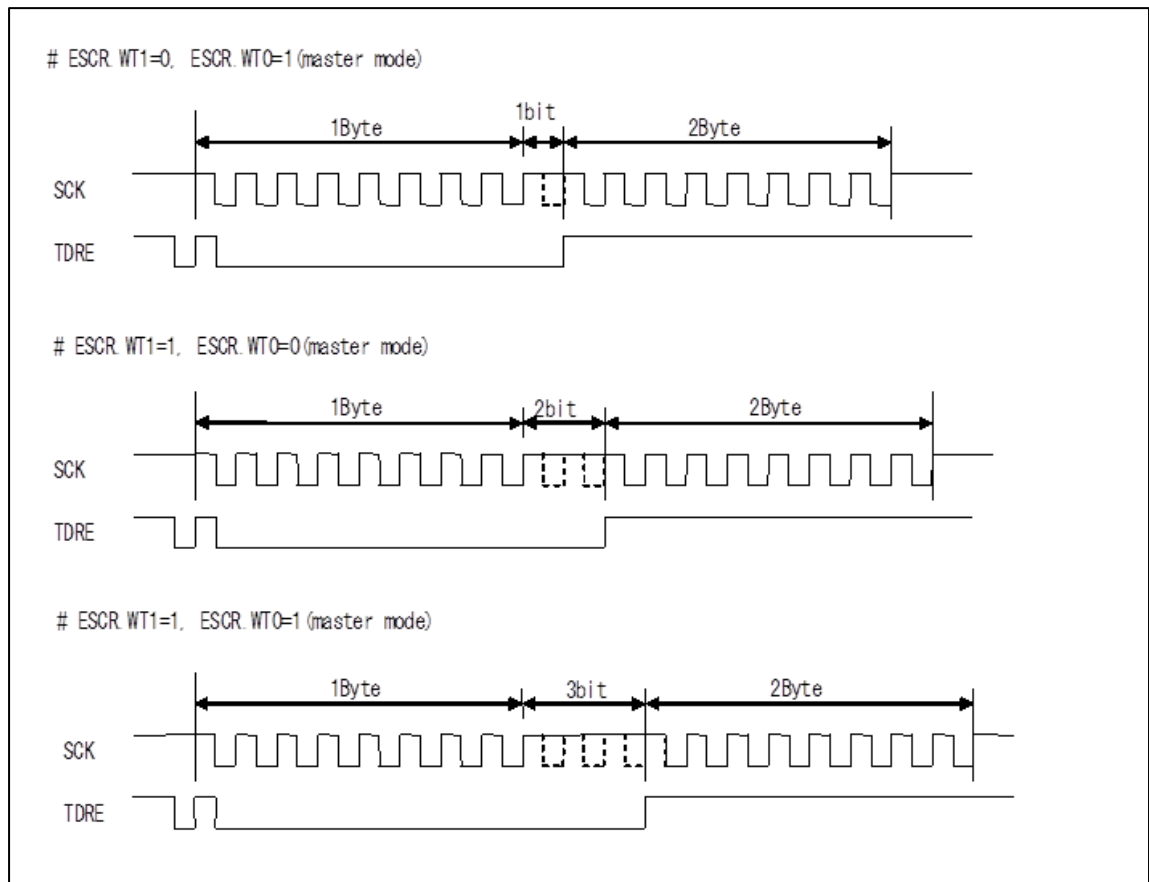 # ESCR.WT1=0, ESCR.WT0=1(master mode)
1Byte 1bit 2Byte
SCK
TDRE
# ESCR.WT1=1, ESCR.WT0=0(master mode)
1Byte 2bit 2Byte
SCK
TDRE
# ESCR.WT1=1, ESCR.WT0=1(master mode)
1Byte 3bit 2Byte
SCK
TDRE